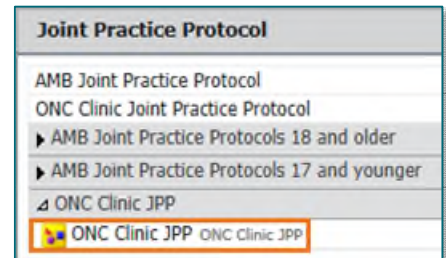 Joint Practice Protocol
AMB Joint Practice Protocol
ONC Clinic Joint Practice Protocol
AMB Joint Practice Protocols 18 and older
AMB Joint Practice Protocols 17 and younger
ONC Clinic JPP
ONC Clinic JPP ONC Clinic JPP